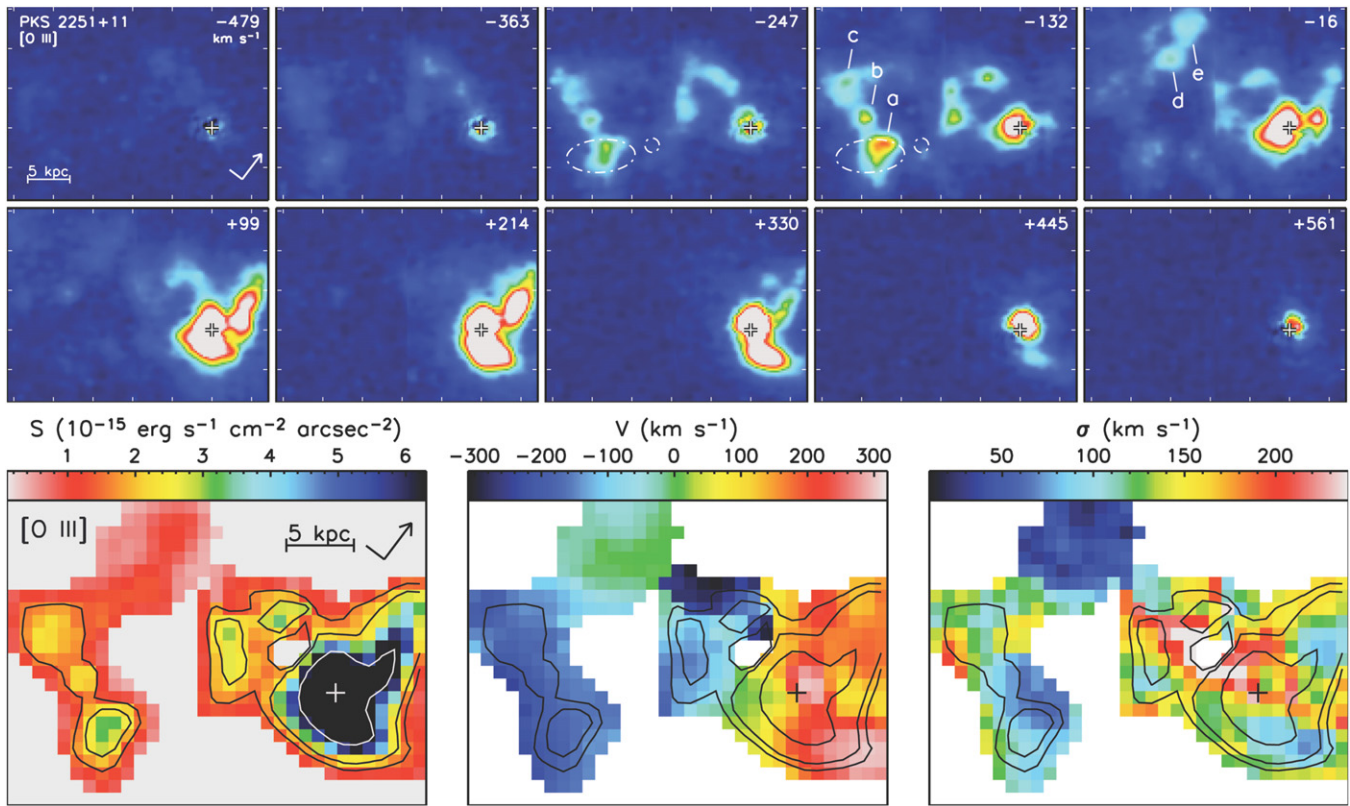 PKS 2251+11 −479 −363 −247 −132 −16
[O III] km s⁻¹
c
b
a
e
d
5 kpc
+99 +214 +330 +445 +561
S (10⁻¹⁵ erg s⁻¹ cm⁻² arcsec⁻²) V (km s⁻¹) σ (km s⁻¹)
1 2 3 4 5 6 −300 −200 −100 0 100 200 300 50 100 150 200
[O III] 5 kpc